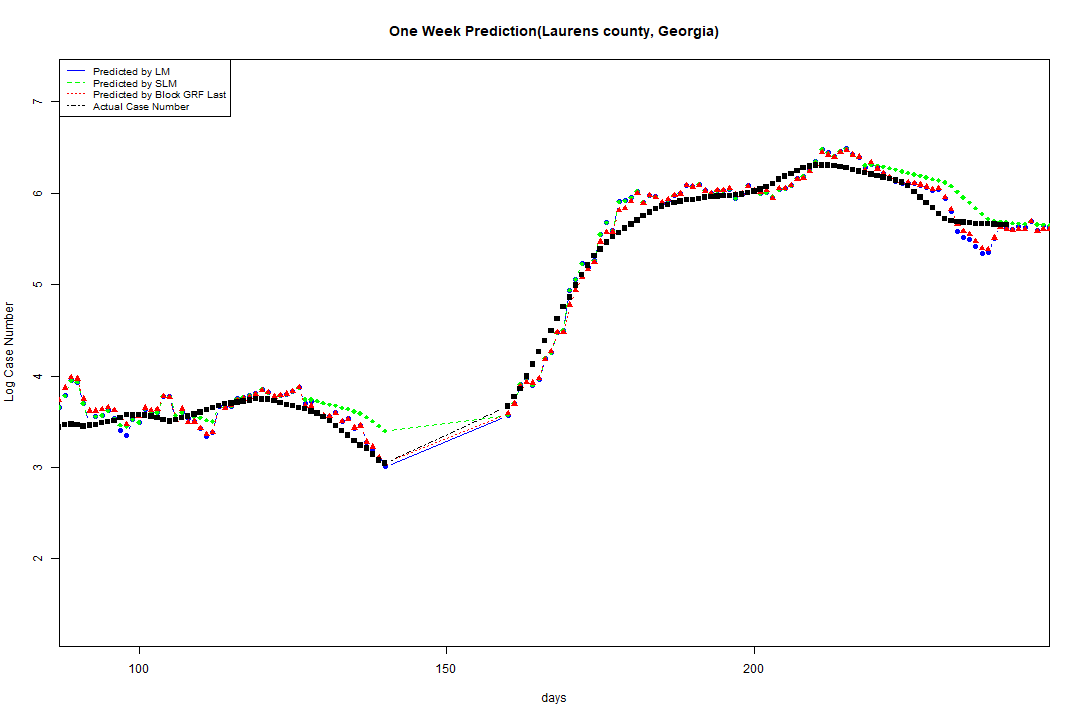 One Week Prediction(Laurens county, Georgia)
Predicted by LM
Predicted by SLM
Predicted by Block GRF Last
Actual Case Number
7
6
5
4
3
2
Log Case Number
100
150
200
days